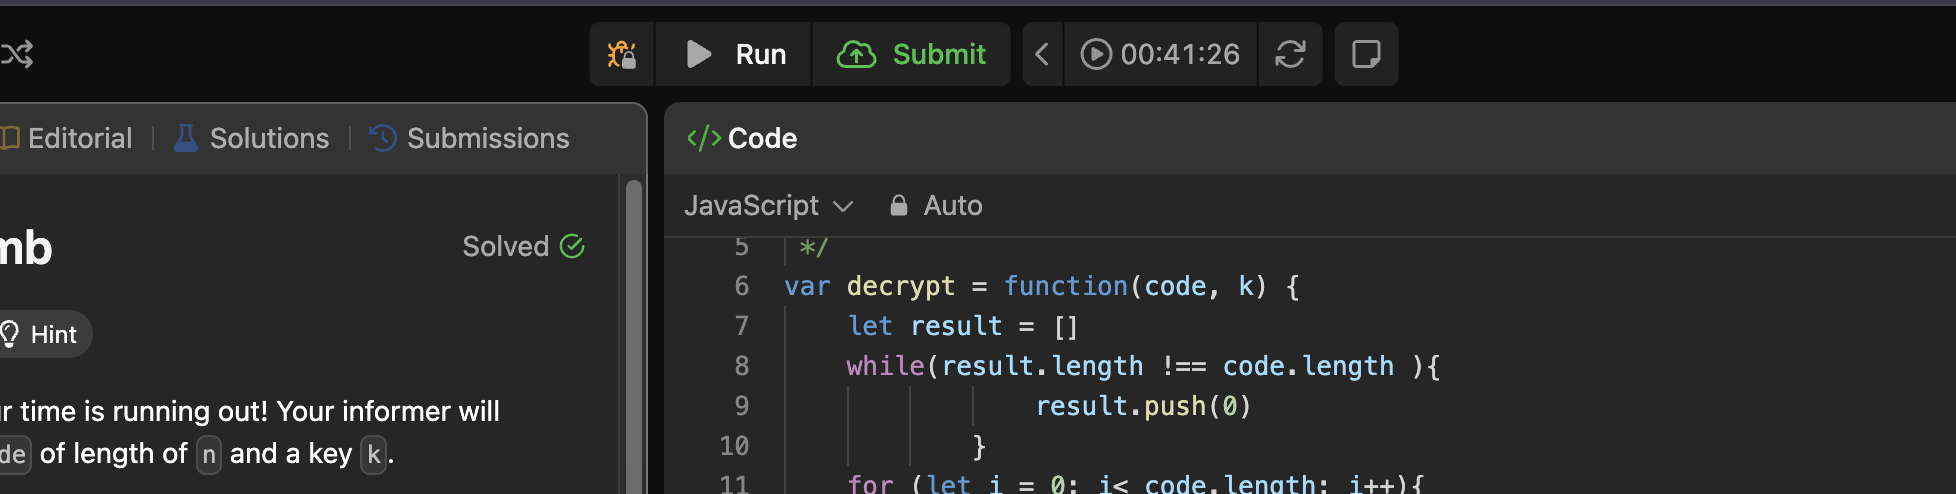 Run Submit 00:41:26
Editorial Solutions Submissions
</> Code
JavaScript Auto
mb Solved
Hint
r time is running out! Your informer will
de of length of n and a key k.
5 */
6 var decrypt = function(code, k) {
7 let result = []
8 while(result.length !== code.length ){
9 result.push(0)
10 }
11 for (let i = 0; i< code.length; i++){